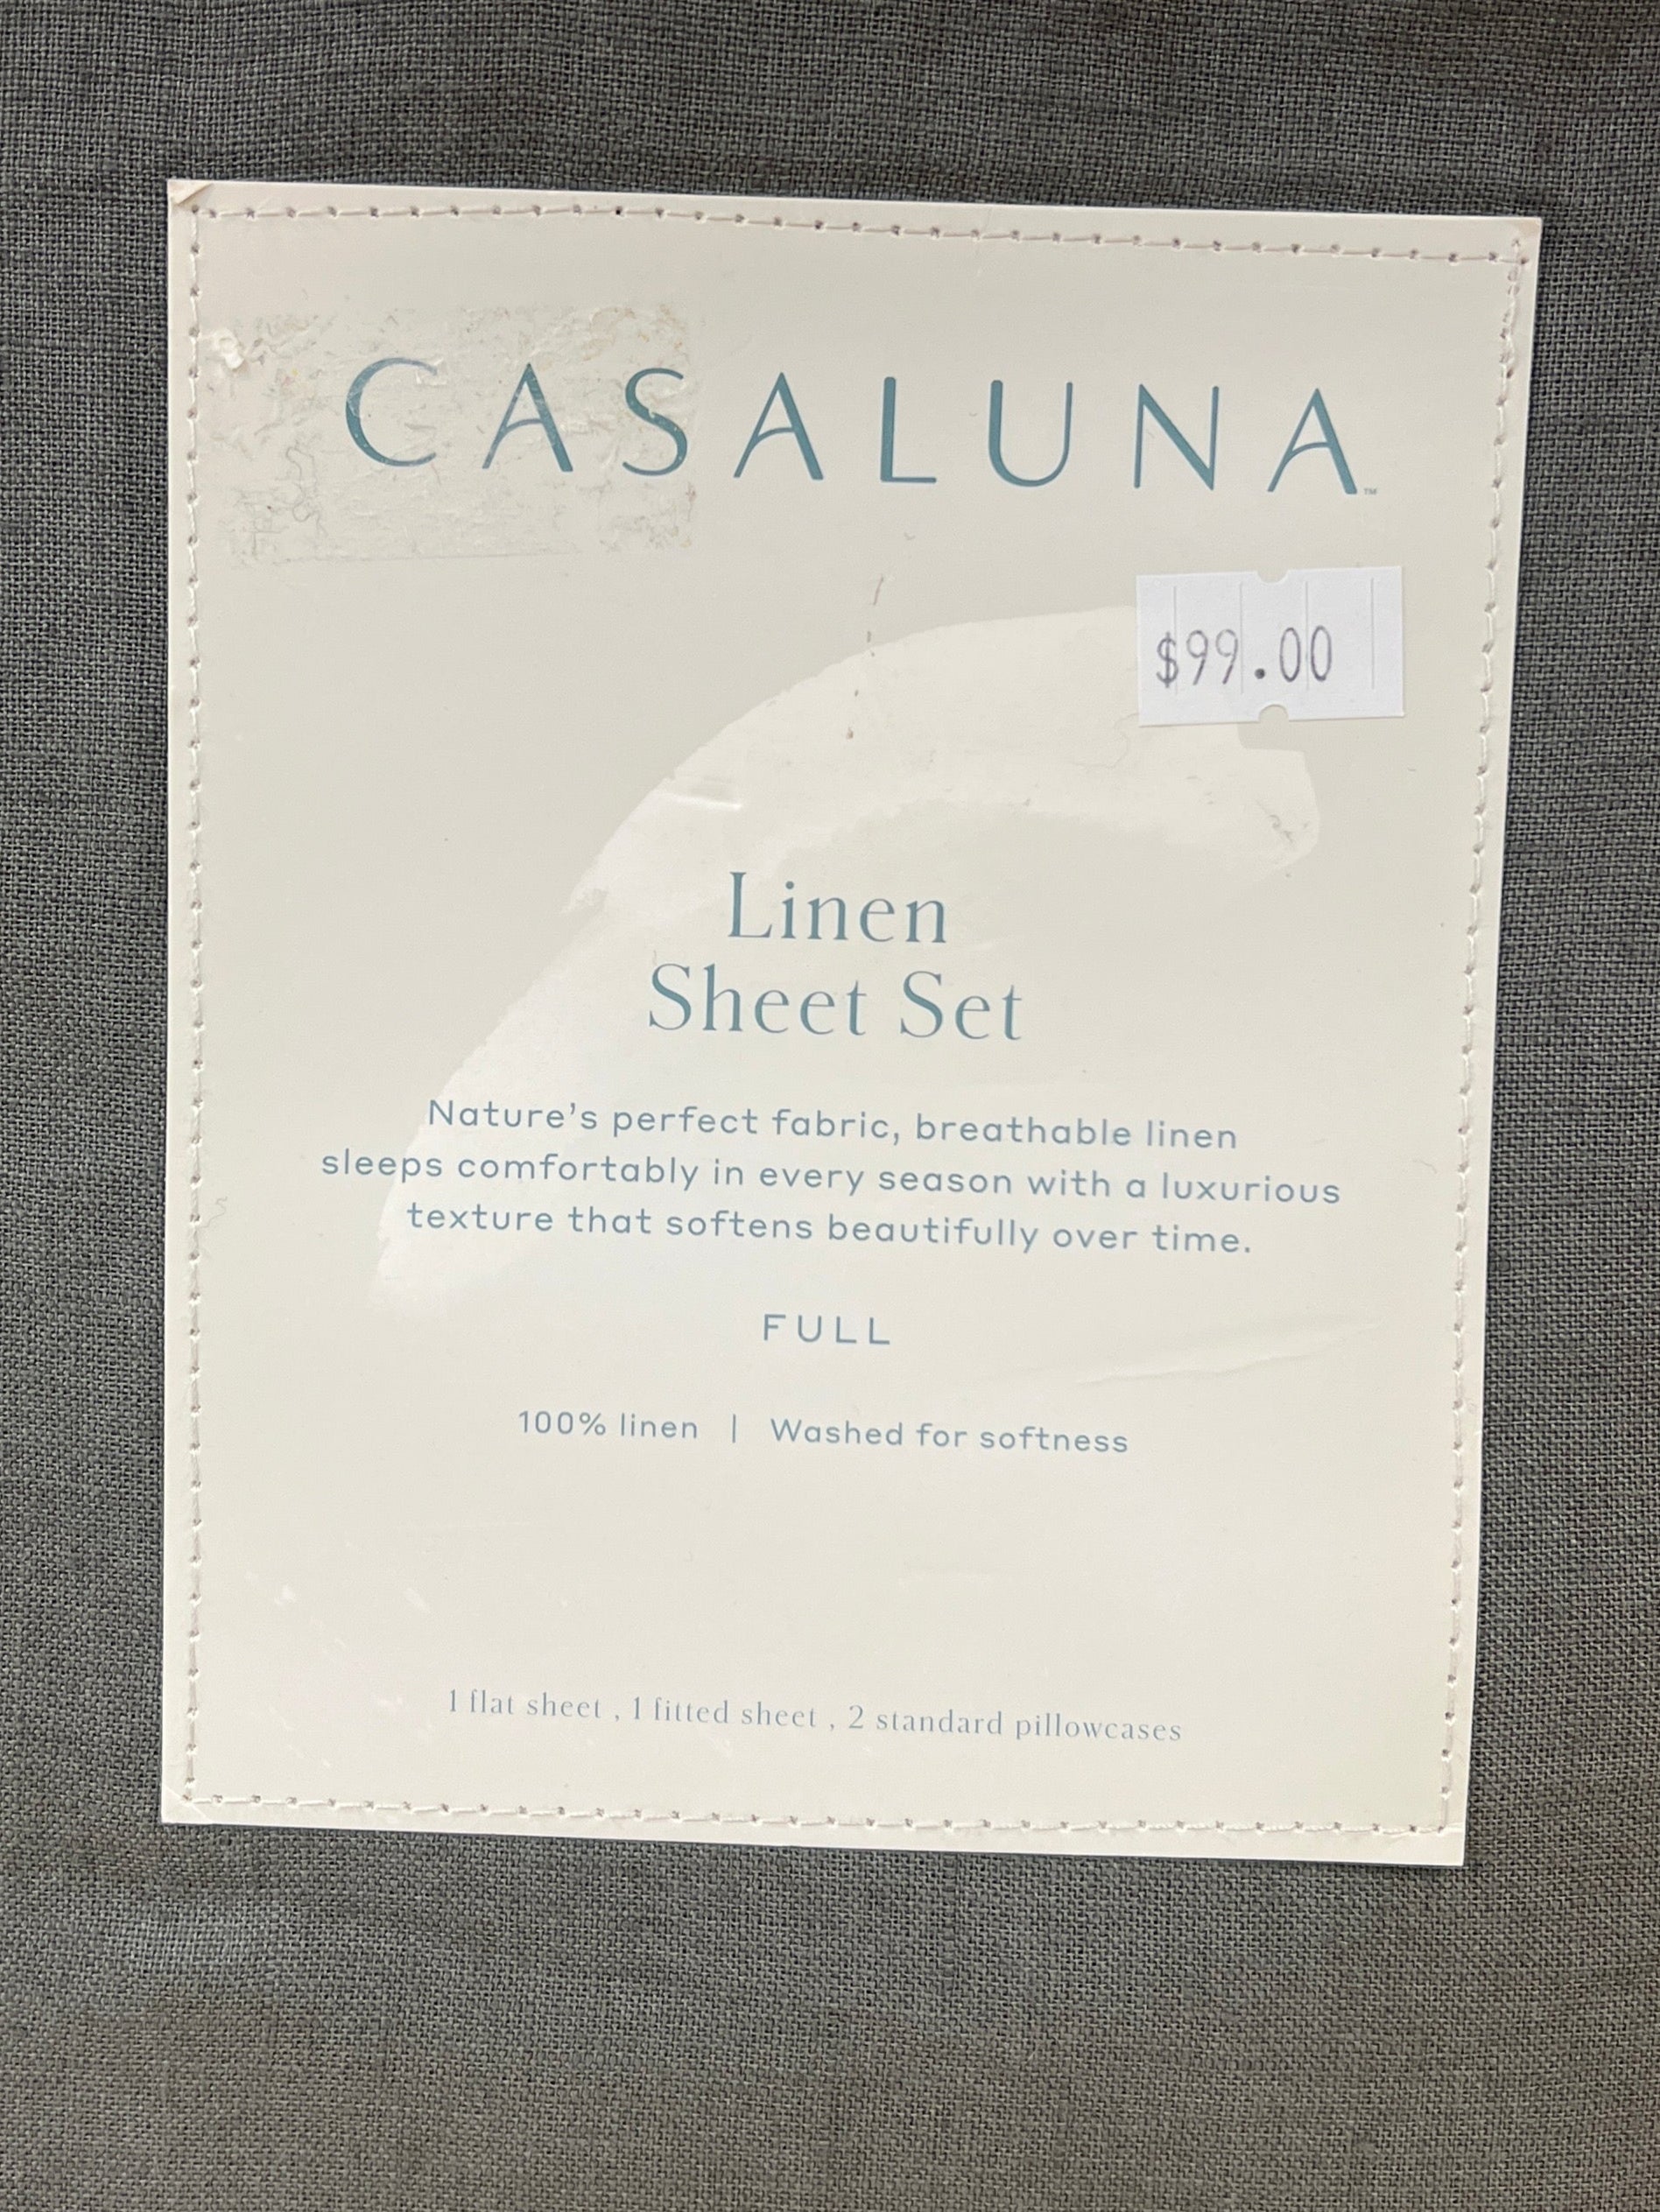 CASALUNA™
$99.00
Linen
Sheet Set
Nature's perfect fabric, breathable linen
sleeps comfortably in every season with a luxurious
texture that softens beautifully over time.
FULL
100% linen | Washed for softness
1 flat sheet , 1 fitted sheet , 2 standard pillowcases